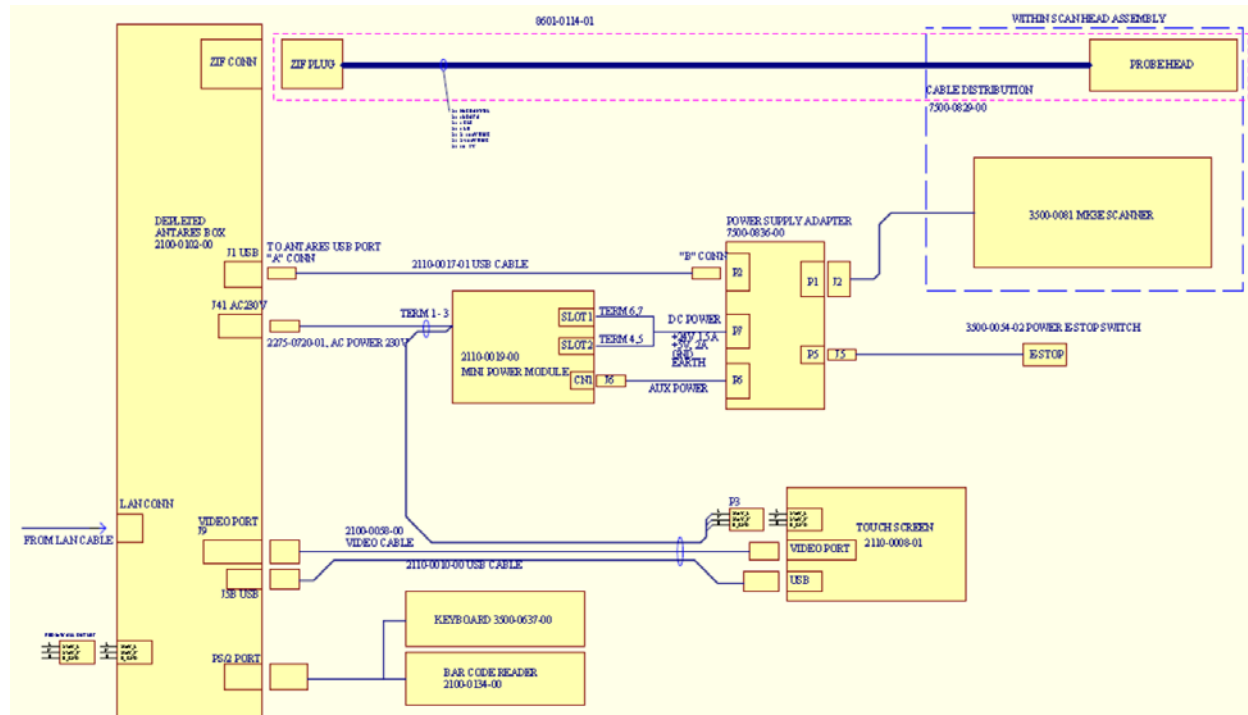 8601-0114-01
WITHIN SCAN HEAD ASSEMBLY
ZIF CONN
ZIF PLUG
PROBE HEAD
CABLE DISTRIBUTION
7500-0829-00
DEPLETED
ANTARES BOX
2100-0102-00
3500-0081 MK3E SCANNER
POWER SUPPLY ADAPTER
7500-0836-00
J1 USB
TO ANTARES USB PORT
"A" CONN
2110-0017-01 USB CABLE
"B" CONN
P2
P1
J2
J41 AC230V
TERM 1 - 3
2275-0720-01, AC POWER 230V
SLOT1
TERM 6,7
SLOT2
TERM 4,5
DC POWER
+24V 1.5A
+5V, 2A
GND
EARTH
P7
3500-0054-02 POWER ESTOP SWITCH
P5
J5
ESTOP
2110-0019-00
MINI POWER MODULE
CN1
J6
AUX POWER
P6
LAN CONN
FROM LAN CABLE
VIDEO PORT
J9
2100-0058-00
VIDEO CABLE
P3
TOUCH SCREEN
2110-0008-01
VIDEO PORT
2110-0010-00 USB CABLE
J5B USB
USB
KEYBOARD 3500-0637-00
PS/2 PORT
BAR CODE READER
2100-0134-00